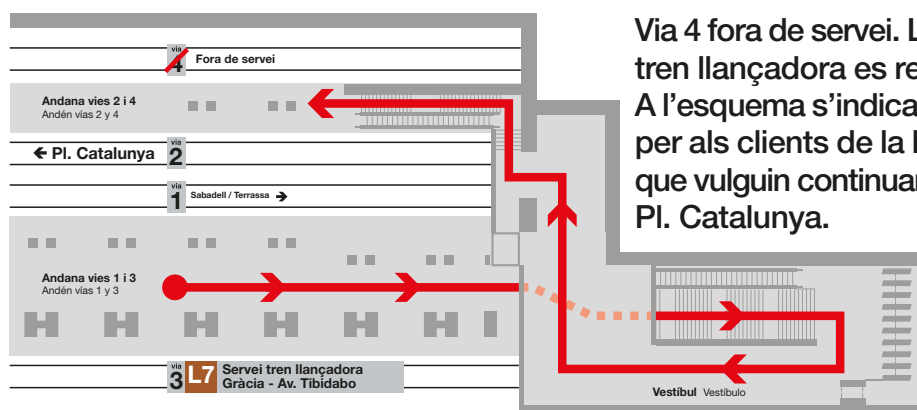 Via 4 fora de servei.
tren llançadora es
A l’esquema s’indica
per als clients de la
que vulguin continuar
Pl. Catalunya.
via
4
Fora de servei
Andana vies 2 i 4
Andén vías 2 y 4
← Pl. Catalunya
via
2
via
1
Sabadell / Terrassa →
Andana vies 1 i 3
Andén vías 1 y 3
via
3
L7
Servei tren llançadora
Gràcia - Av. Tibidabo
Vestíbul Vestíbulo